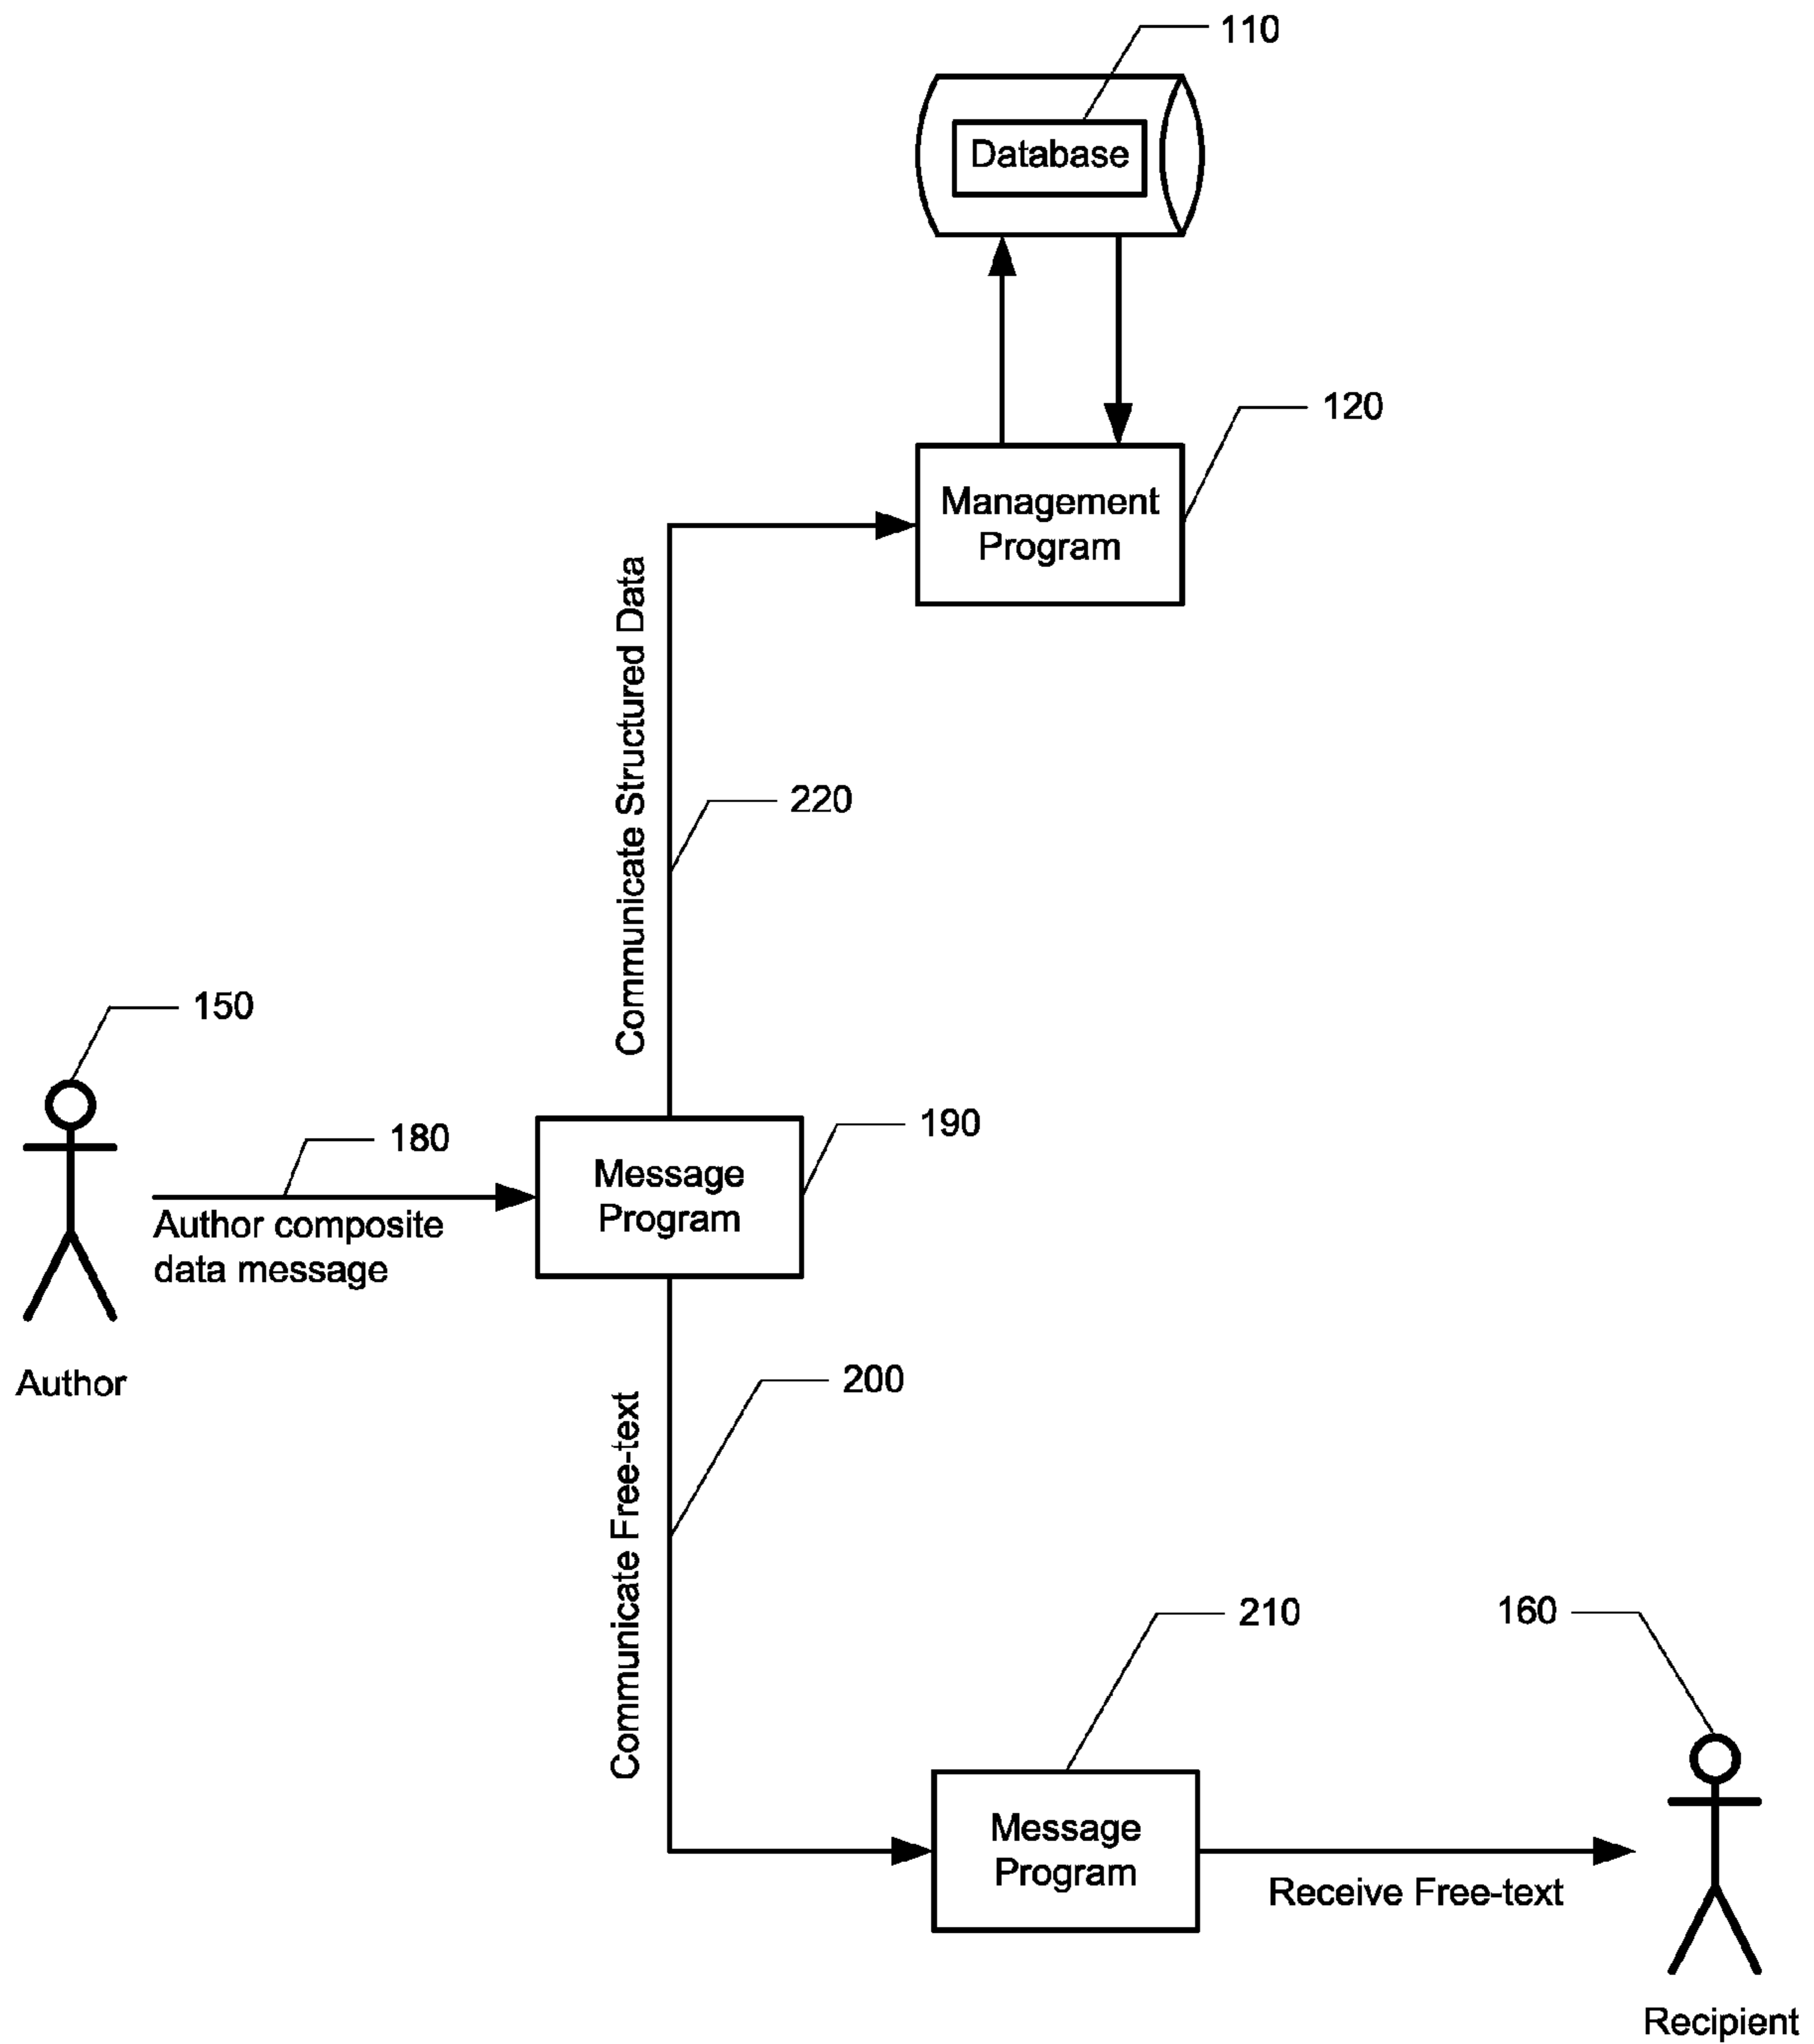 110
Database
120
Management
Program
Communicate Structured Data
220
150
190
180
Message
Program
Author composite
data message
Author
200
Communicate Free-text
210
160
Message
Program
Receive Free-text
Recipient